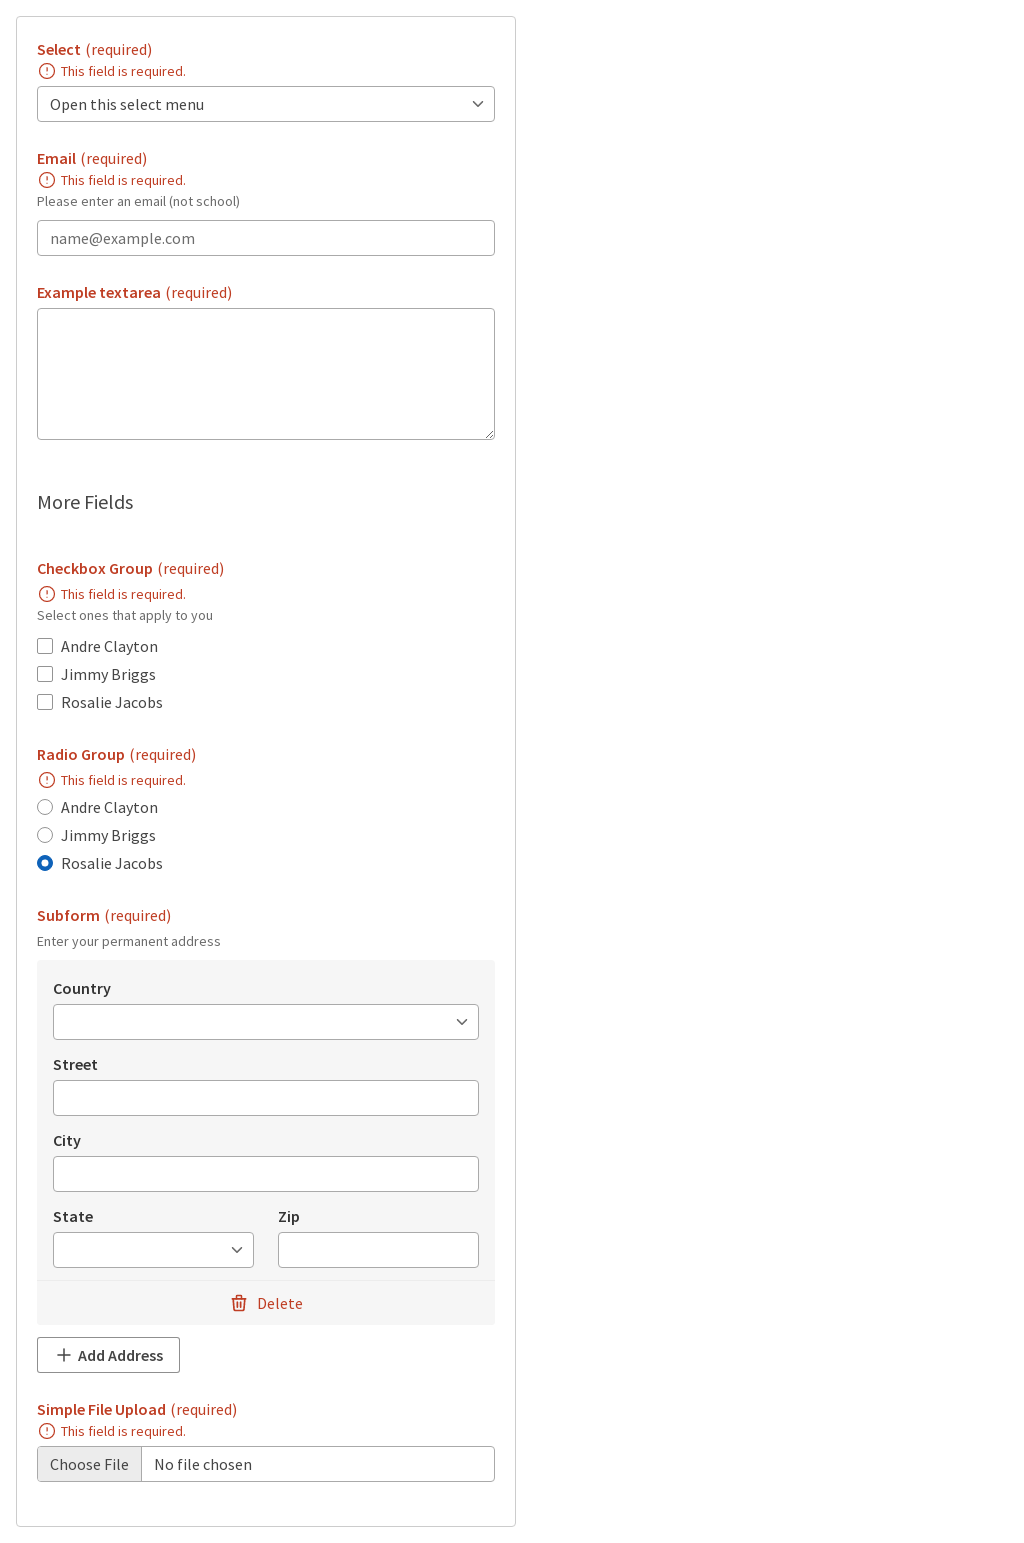 Select (required)
This field is required.
Open this select menu
Email (required)
This field is required.
Please enter an email (not school)
name@example.com
Example textarea (required)
More Fields
Checkbox Group (required)
This field is required.
Select ones that apply to you
Andre Clayton
Jimmy Briggs
Rosalie Jacobs
Radio Group (required)
This field is required.
Andre Clayton
Jimmy Briggs
Rosalie Jacobs
Subform (required)
Enter your permanent address
Country
Street
City
State Zip
Delete
Add Address
Simple File Upload (required)
This field is required.
Choose File No file chosen